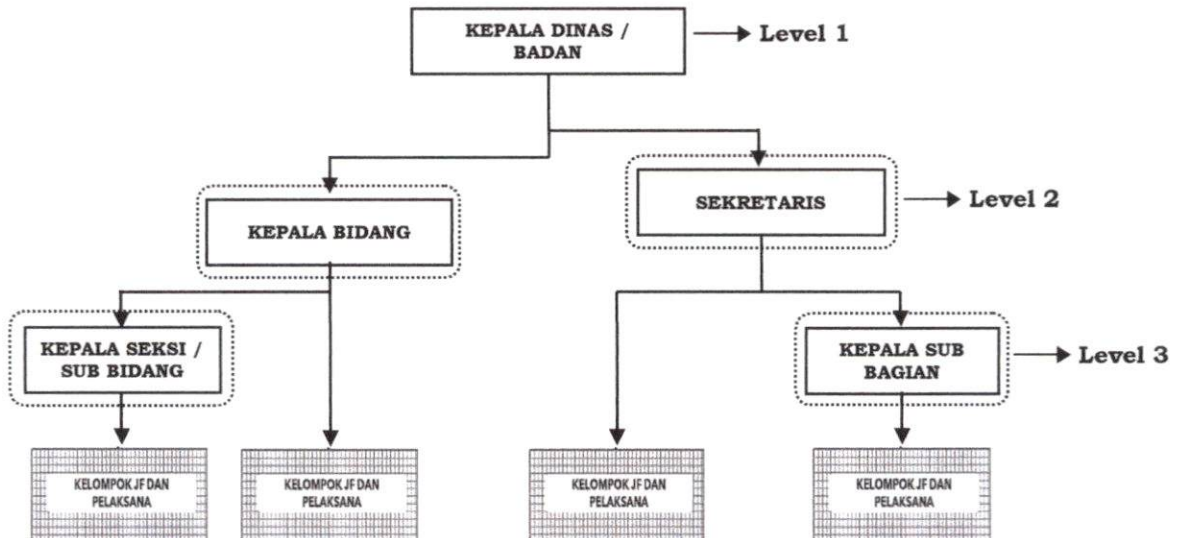 KEPALA DINAS /
BADAN
Level 1
SEKRETARIS
Level 2
KEPALA BIDANG
KEPALA SEKSI /
SUB BIDANG
KEPALA SUB
BAGIAN
Level 3
KELOMPOK JF DAN
PELAKSANA
KELOMPOK JF DAN
PELAKSANA
KELOMPOK JF DAN
PELAKSANA
KELOMPOK JF DAN
PELAKSANA